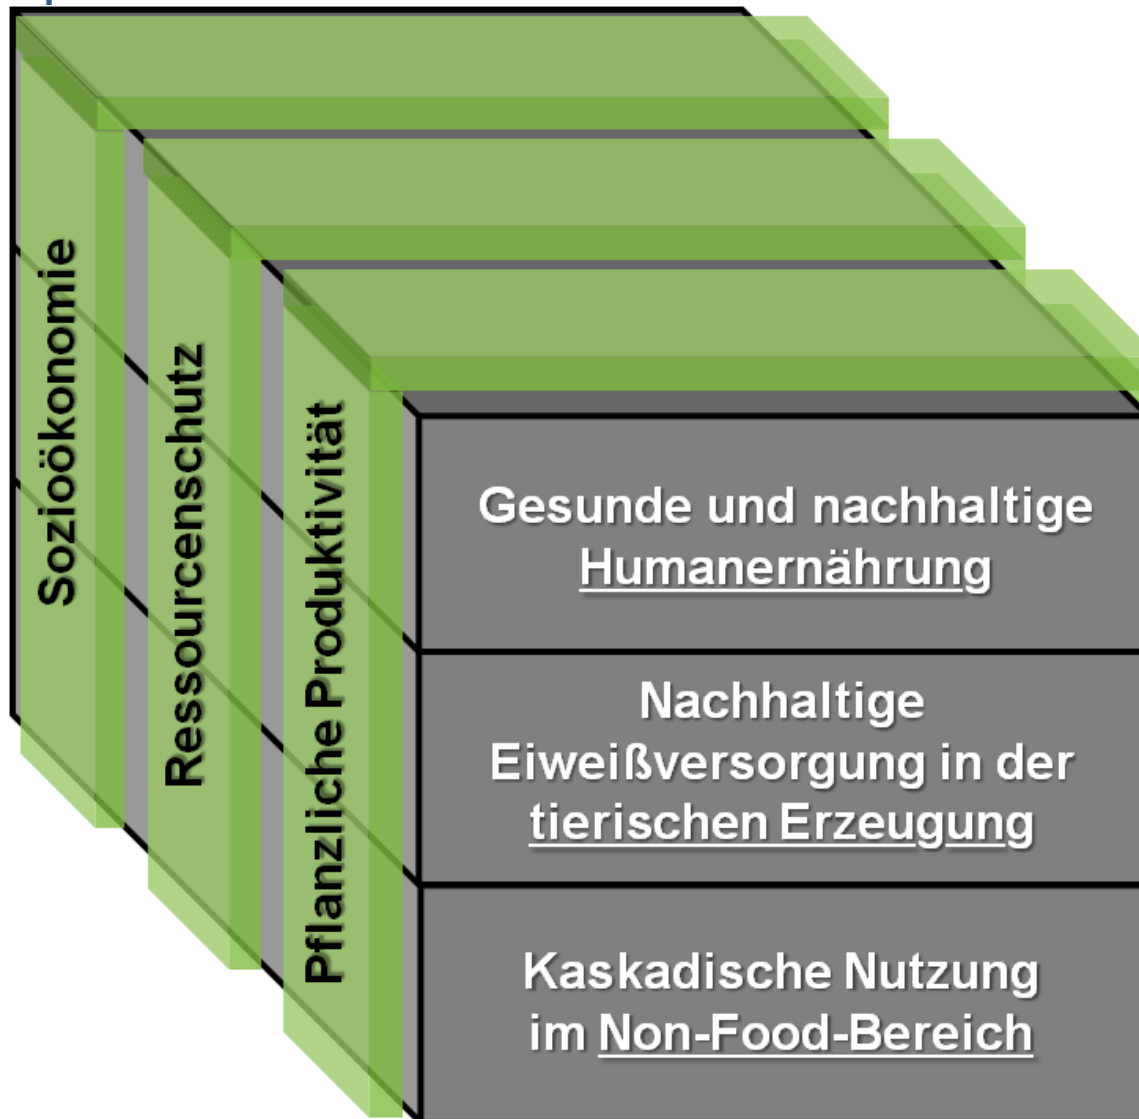 Sozioökonomie
Ressourcenschutz
Pflanzliche Produktivität
Gesunde und nachhaltige
Humanernährung
Nachhaltige
Eiweißversorgung in der
tierischen Erzeugung
Kaskadische Nutzung
im Non-Food-Bereich